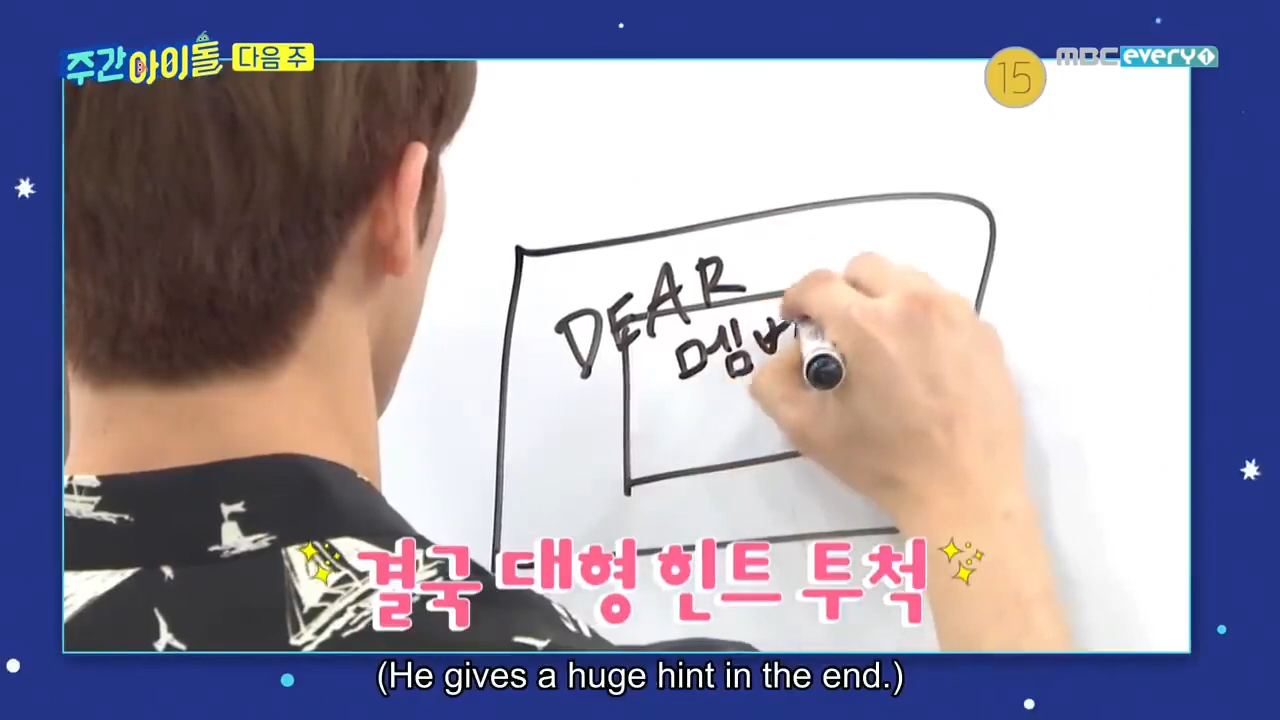 주간아이돌 다음 주
15
MBC every1
DEAR
멤버
결국 대형 힌트 투척
(He gives a huge hint in the end.)